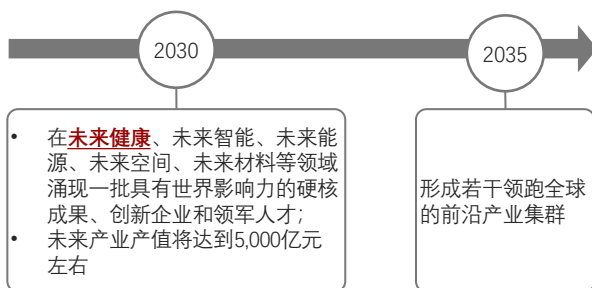 2030
2035
• 在未来健康、未来智能、未来能
源、未来空间、未来材料等领域
涌现一批具有世界影响力的硬核
成果、创新企业和领军人才；
• 未来产业产值将达到5,000亿元
左右
形成若干领跑全球
的前沿产业集群